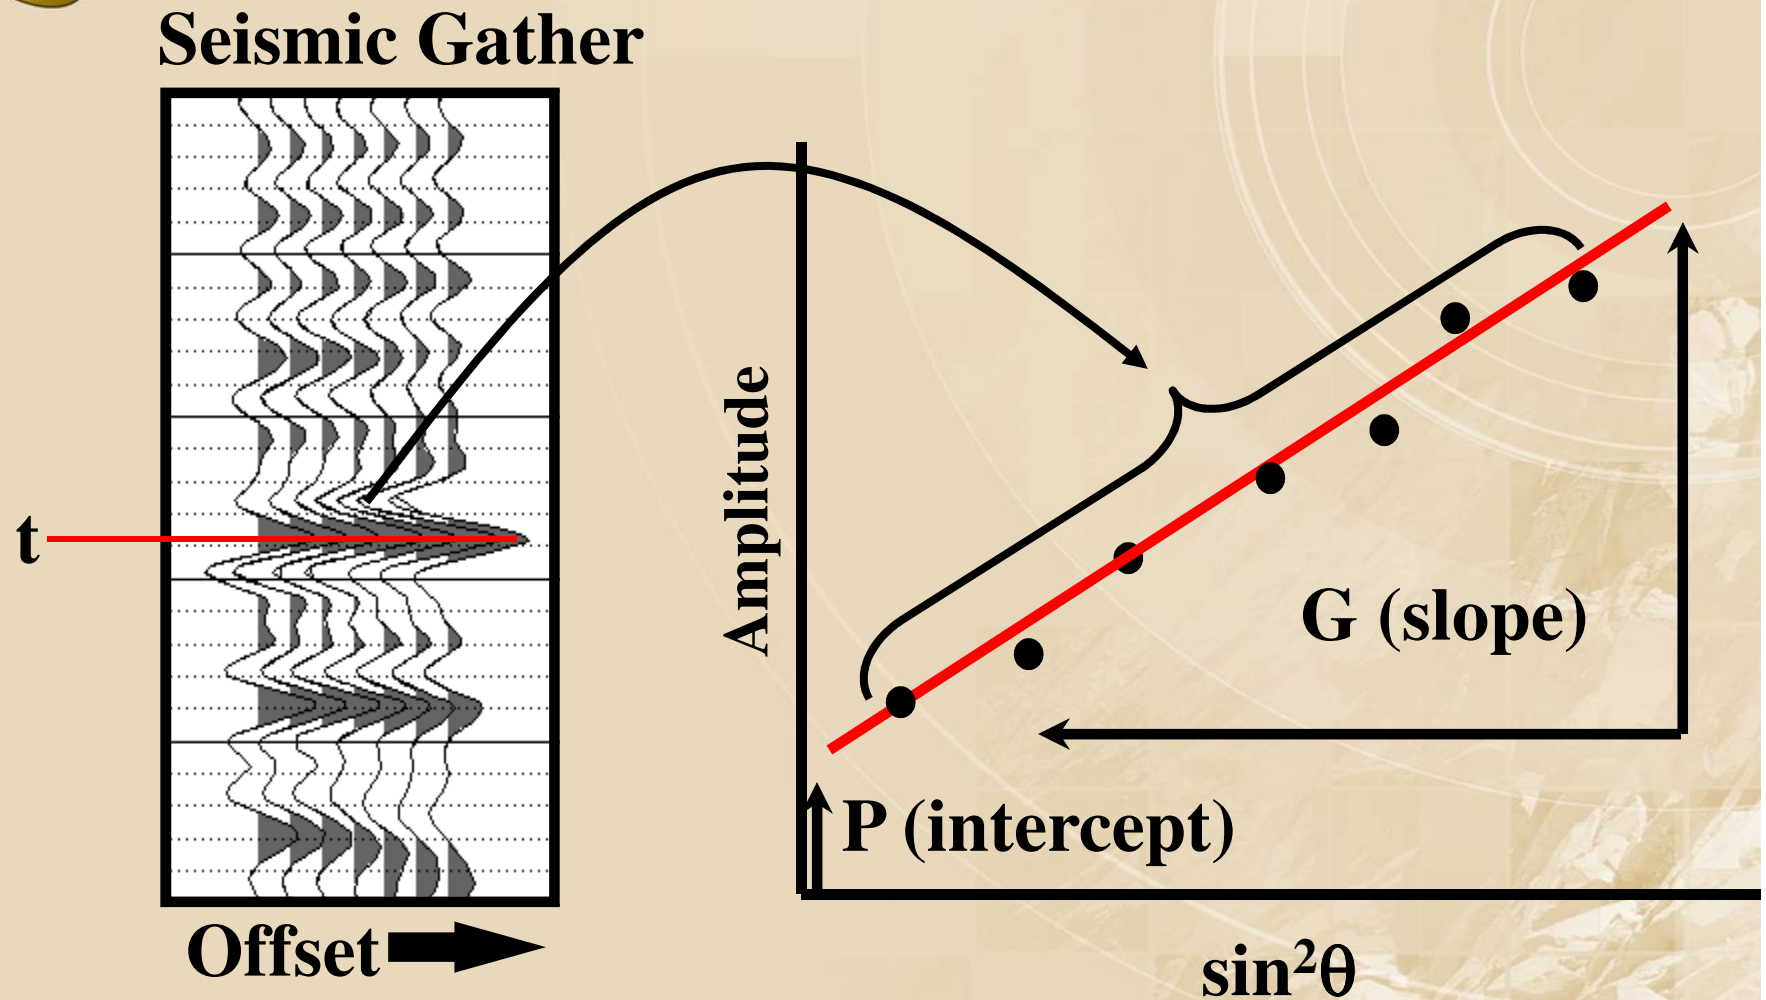 Seismic Gather
t
Offset
Amplitude
G (slope)
P (intercept)
sin²θ